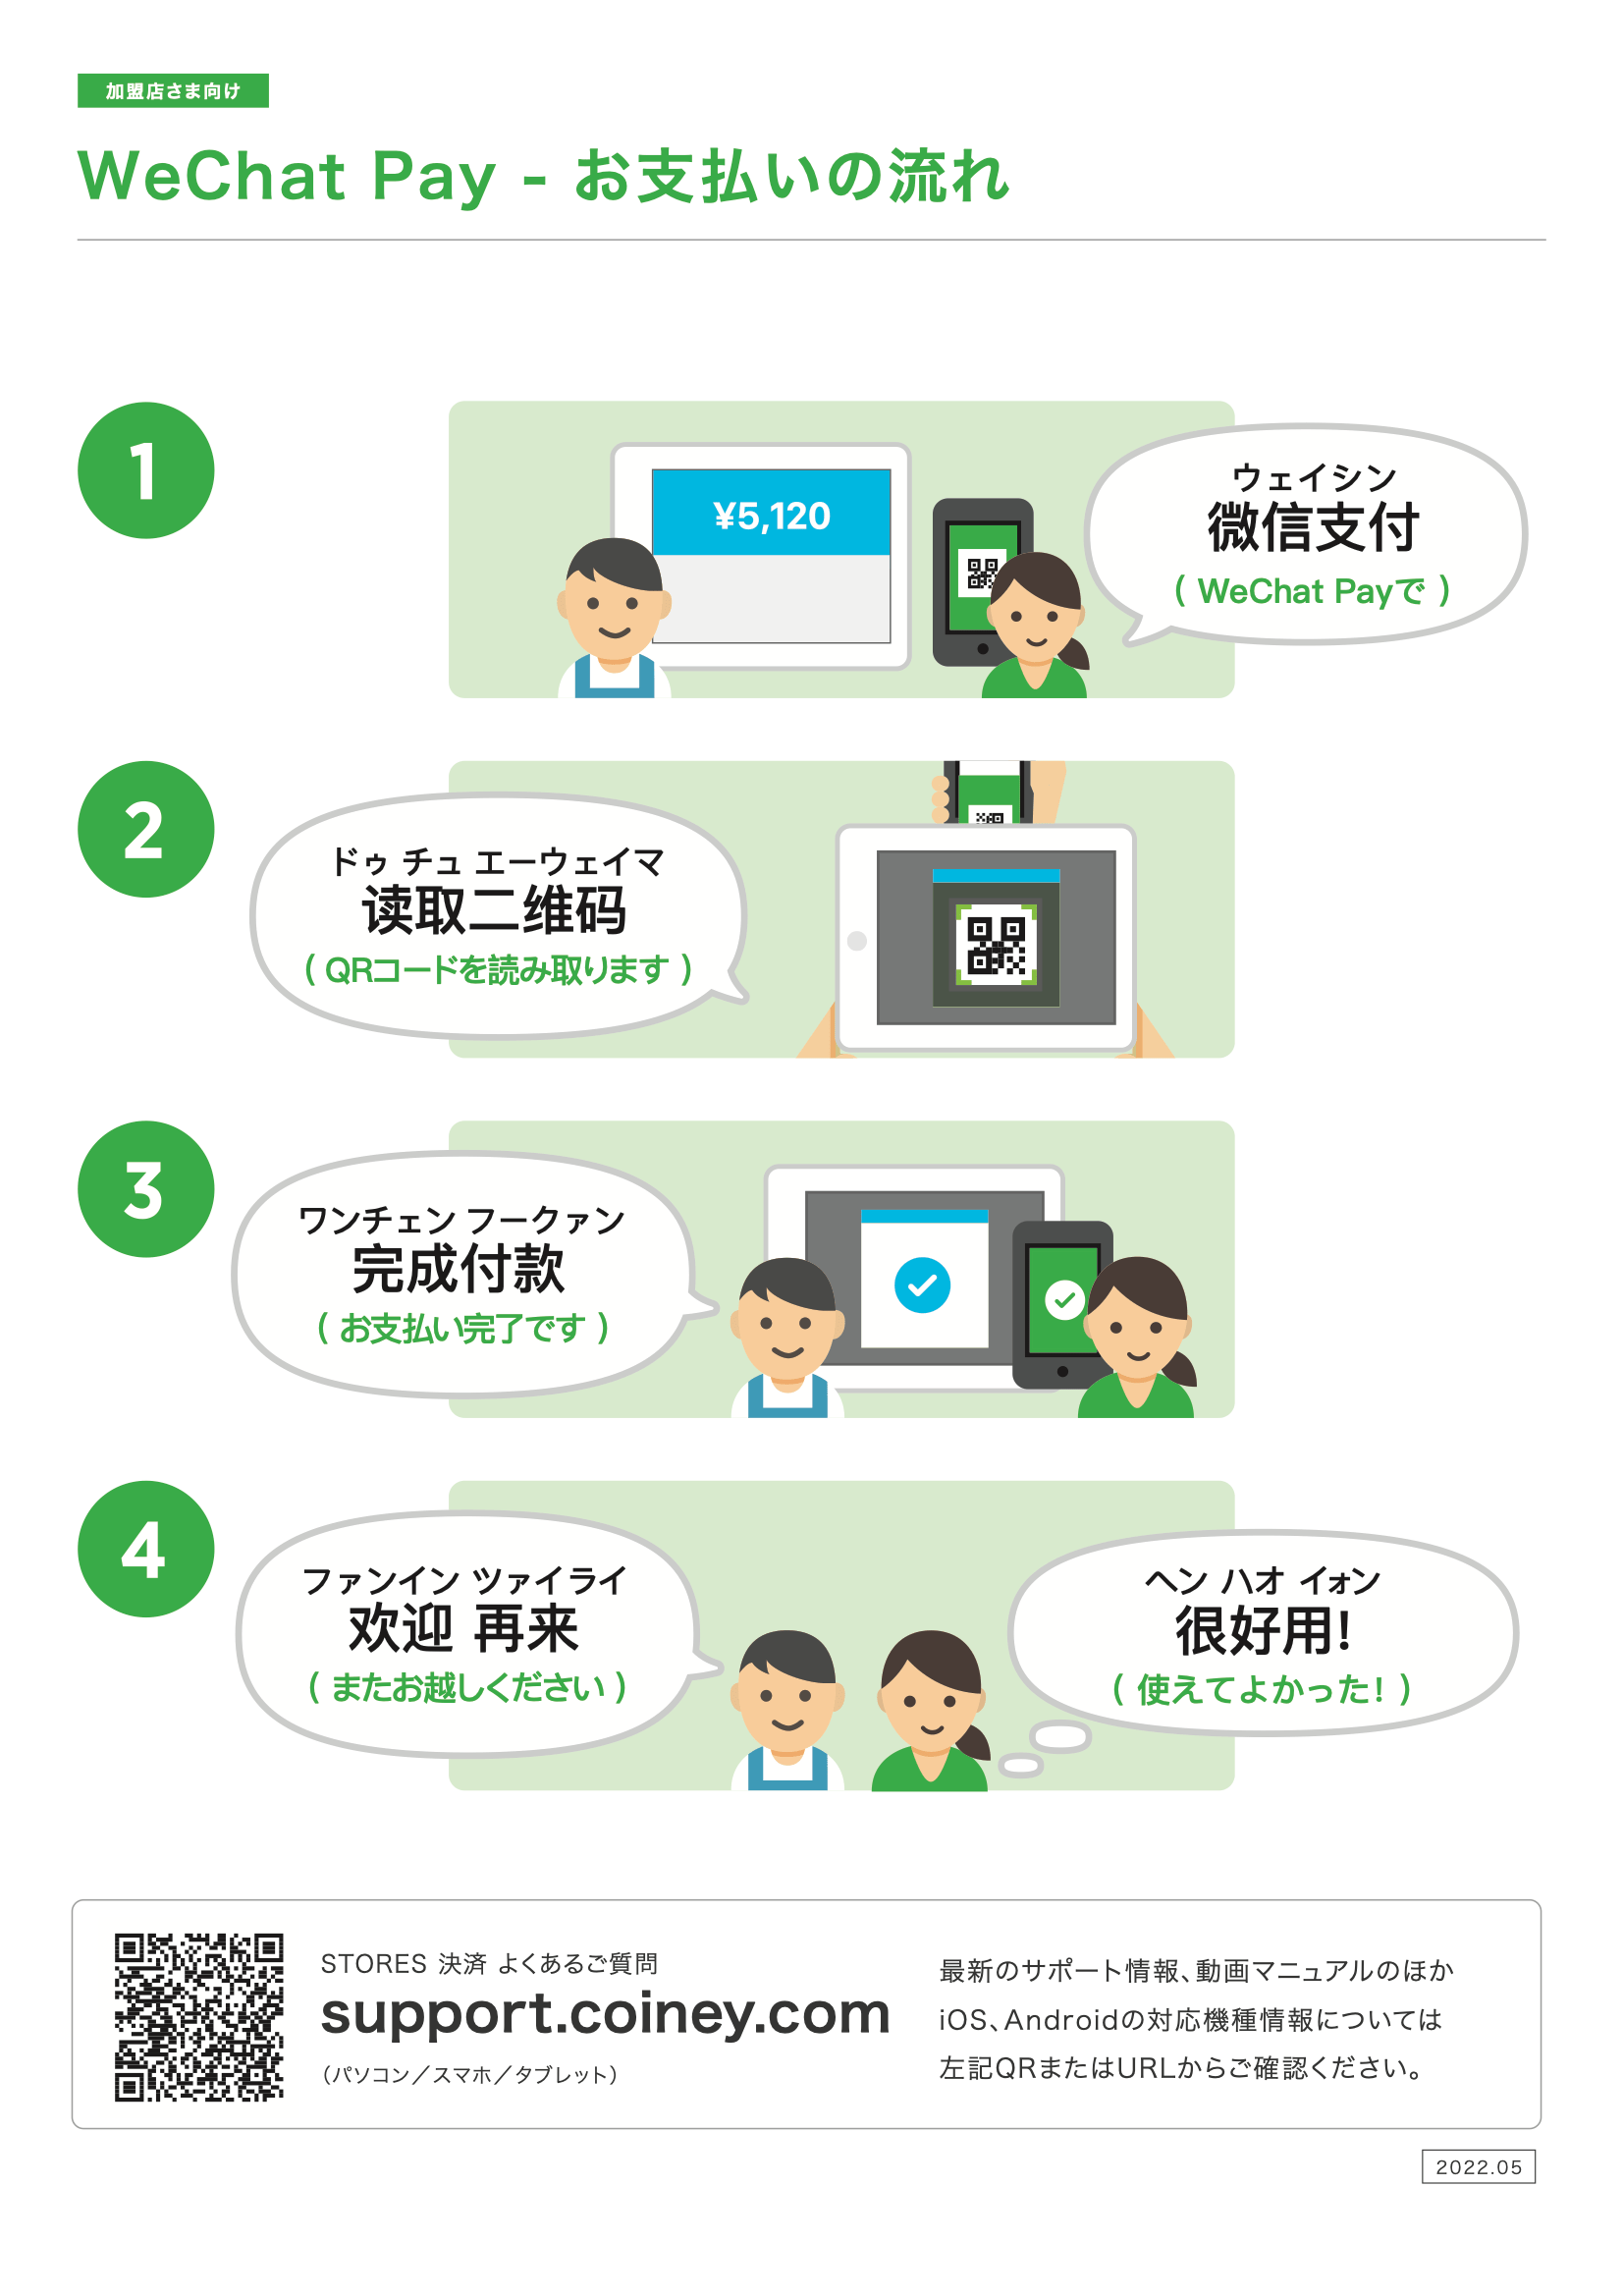 加盟店さま向け
WeChat Pay - お支払いの流れ
1
¥5,120
ウェイシン
微信支付
( WeChat Payで )
2
ドゥ チュ エーウェイマ
读取二维码
( QRコードを読み取ります )
3
ワンチェン フークァン
完成付款
( お支払い完了です )
4
ファンイン ツァイライ
欢迎 再来
( またお越しください )
ヘン ハオ イォン
很好用!
( 使えてよかった! )
STORES 決済 よくあるご質問
support.coiney.com
（パソコン／スマホ／タブレット）
最新のサポート情報、動画マニュアルのほか
iOS、Androidの対応機種情報については
左記QRまたはURLからご確認ください。
2022.05